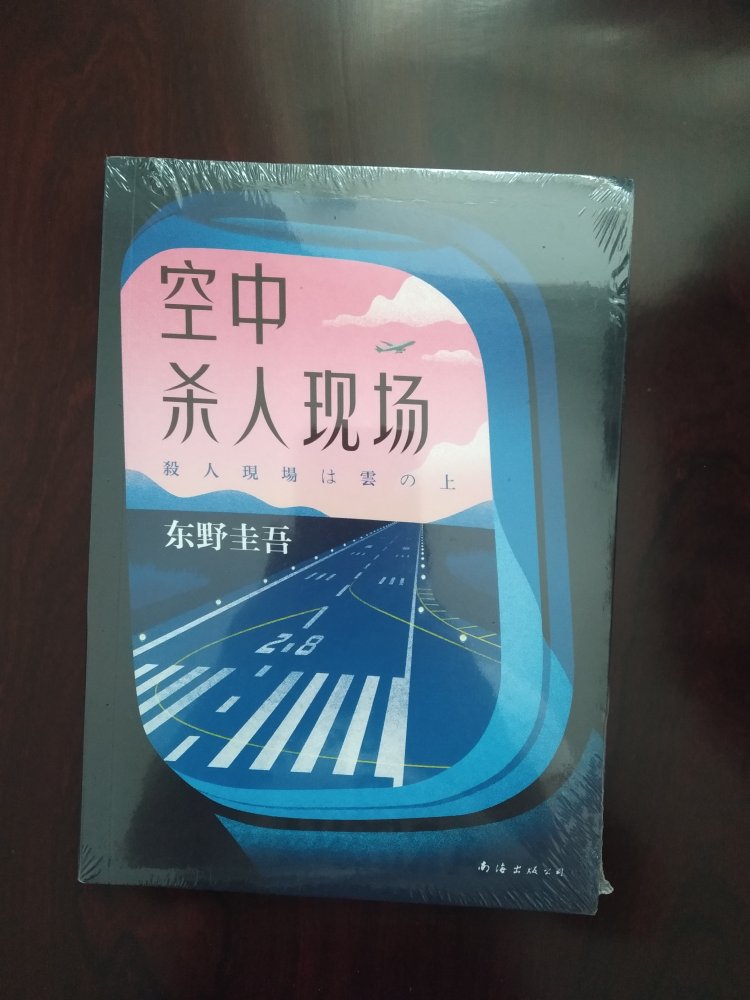 空中
杀人现场
殺人現場は雲の上
东野圭吾
28
南海出版公司